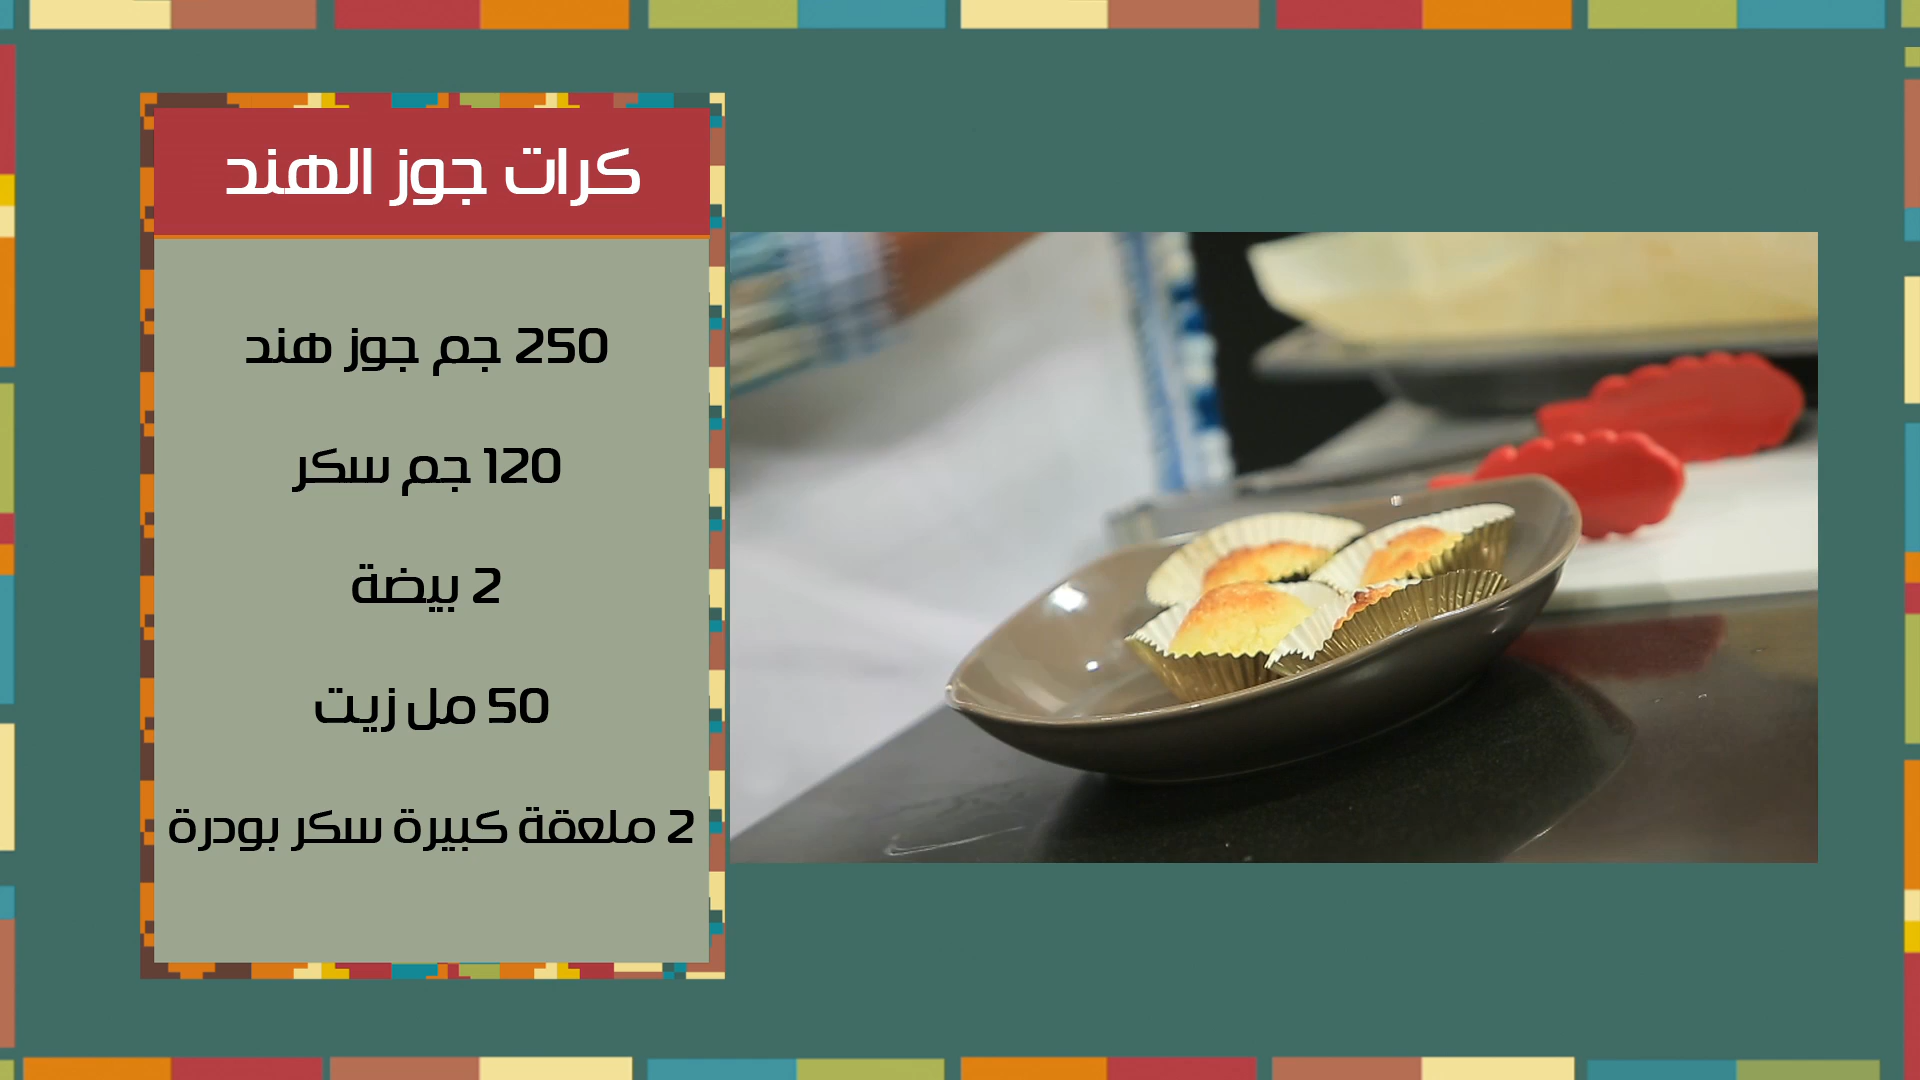 كرات جوز الهند
250 جم جوز هند
120 جم سكر
2 بيضة
50 مل زيت
2 ملعقة كبيرة سكر بودرة